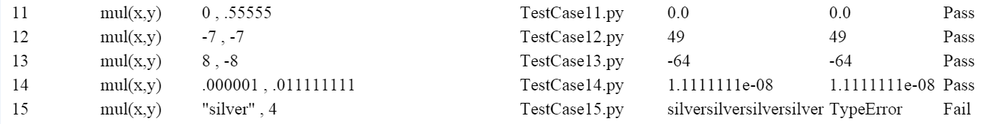 11 mul(x,y) 0 , .55555 TestCase11.py 0.0 0.0 Pass
12 mul(x,y) -7 , -7 TestCase12.py 49 49 Pass
13 mul(x,y) 8 , -8 TestCase13.py -64 -64 Pass
14 mul(x,y) .000001 , .011111111 TestCase14.py 1.1111111e-08 1.1111111e-08 Pass
15 mul(x,y) "silver" , 4 TestCase15.py silversilversilversilver TypeError Fail